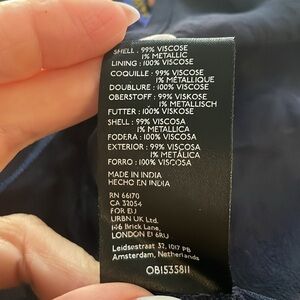 SHELL : 99% VISCOSE
1% METALLIC
LINING : 100% VISCOSE
COQUILLE : 99% VISCOSE
1% METALLIQUE
DOUBLURE : 100% VISCOSE
OBERSTOFF : 99% VISKOSE
1% METALLISCH
FUTTER : 100% VISKOSE
SHELL : 99% VISCOSA
1% METALLICA
FODERA : 100% VISCOSA
EXTERIOR : 99% VISCOSA
1% METÁLICA
FORRO : 100% VISCOSA
MADE IN INDIA
HECHO EN INDIA
RN 66170
CA 32054
FOR EU
URBN UK Ltd.
146 Brick Lane,
LONDON E1 6RU
Leidsestraat 32, 1017 PB
Amsterdam, Netherlands
OB1535811